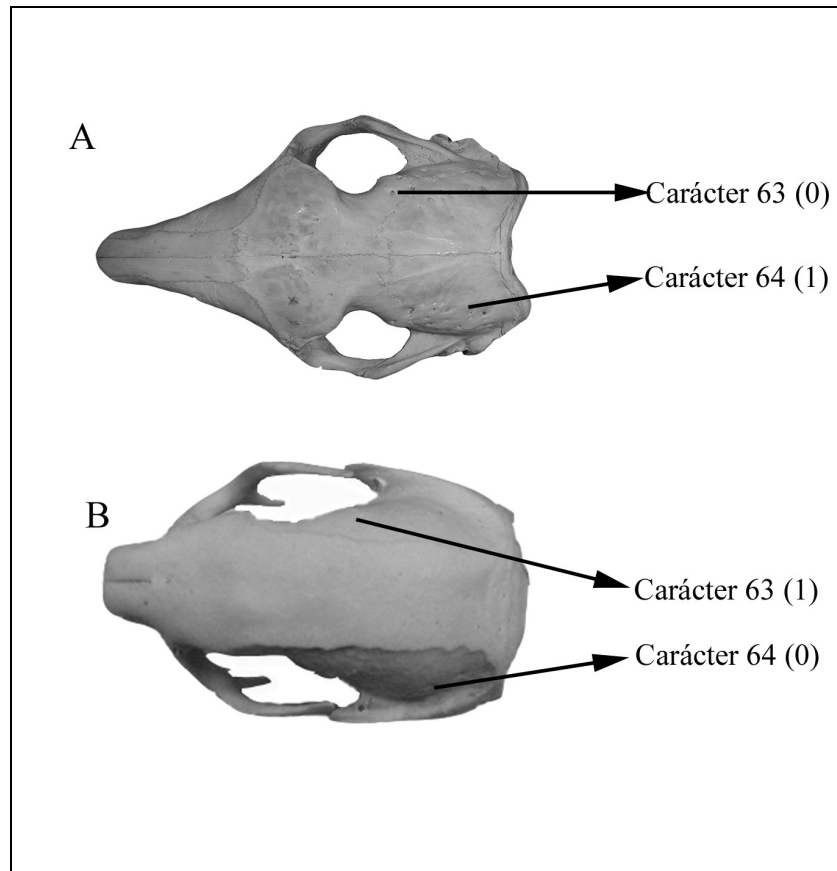 A
Carácter 63 (0)
Carácter 64 (1)
B
Carácter 63 (1)
Carácter 64 (0)